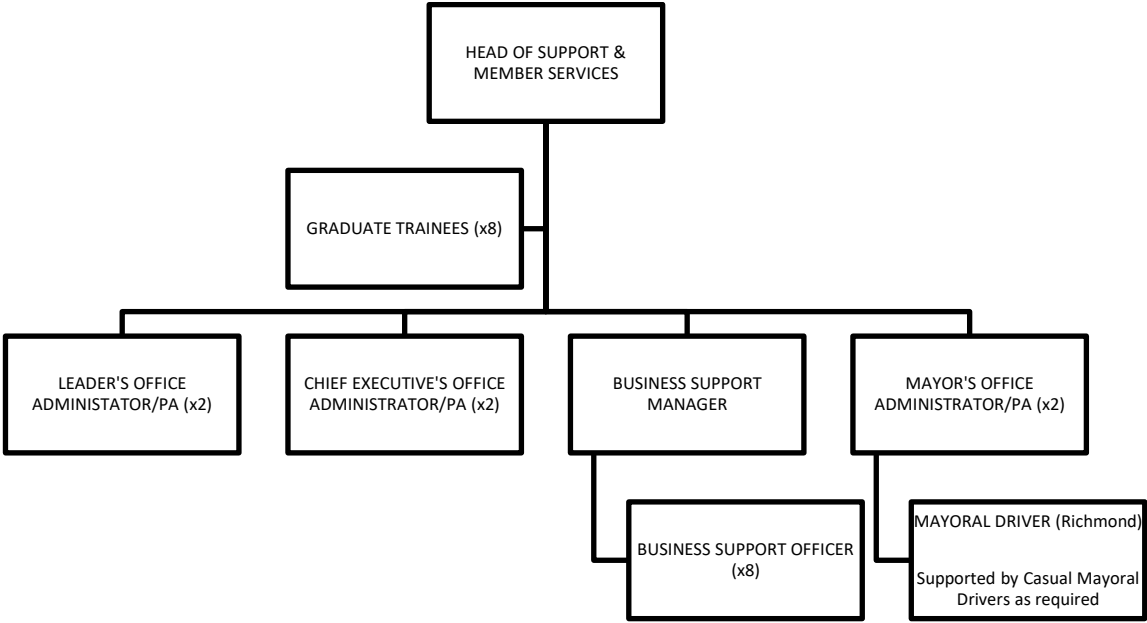 HEAD OF SUPPORT &
MEMBER SERVICES
GRADUATE TRAINEES (x8)
LEADER'S OFFICE
ADMINISTATOR/PA (x2)
CHIEF EXECUTIVE'S OFFICE
ADMINISTRATOR/PA (x2)
BUSINESS SUPPORT
MANAGER
MAYOR'S OFFICE
ADMINISTRATOR/PA (x2)
BUSINESS SUPPORT OFFICER
(x8)
MAYORAL DRIVER (Richmond)
Supported by Casual Mayoral
Drivers as required